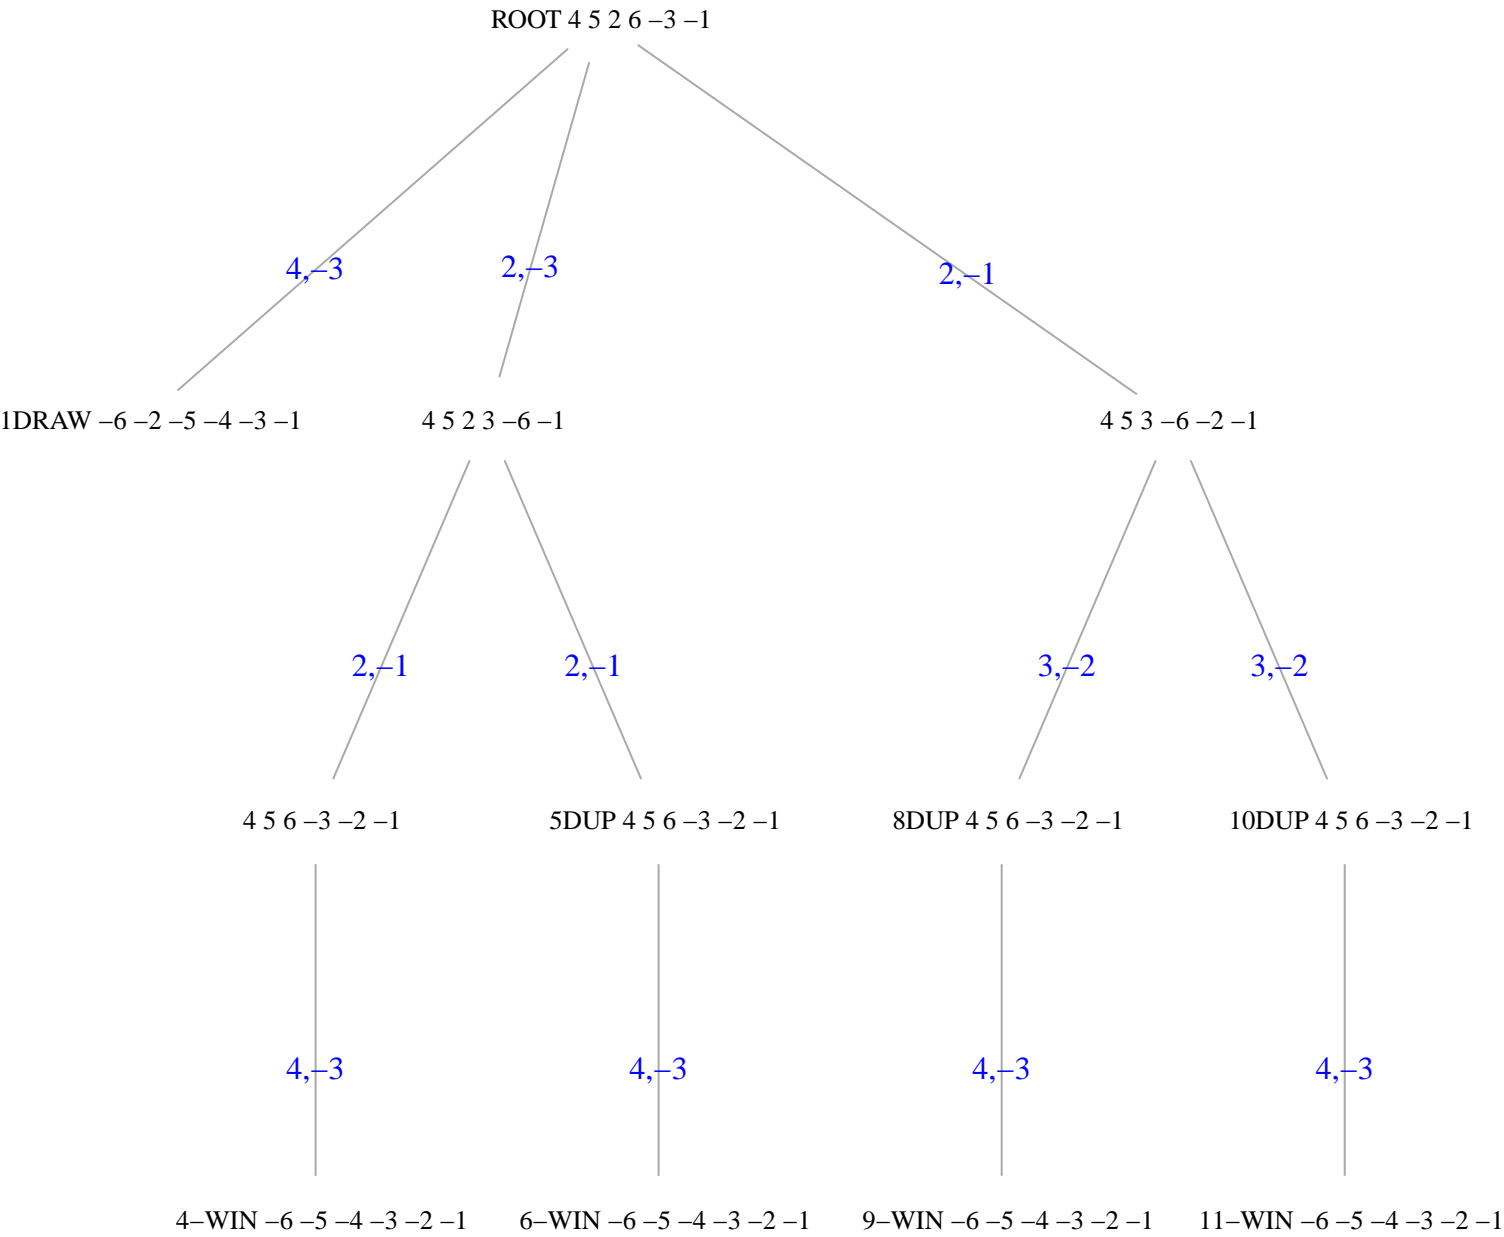 ROOT 4 5 2 6 –3 –1
4,–3
2,–3
2,–1
1DRAW –6 –2 –5 –4 –3 –1
4 5 2 3 –6 –1
4 5 3 –6 –2 –1
2,–1
2,–1
3,–2
3,–2
4 5 6 –3 –2 –1
5DUP 4 5 6 –3 –2 –1
8DUP 4 5 6 –3 –2 –1
10DUP 4 5 6 –3 –2 –1
4,–3
4,–3
4,–3
4,–3
4–WIN –6 –5 –4 –3 –2 –1
6–WIN –6 –5 –4 –3 –2 –1
9–WIN –6 –5 –4 –3 –2 –1
11–WIN –6 –5 –4 –3 –2 –1